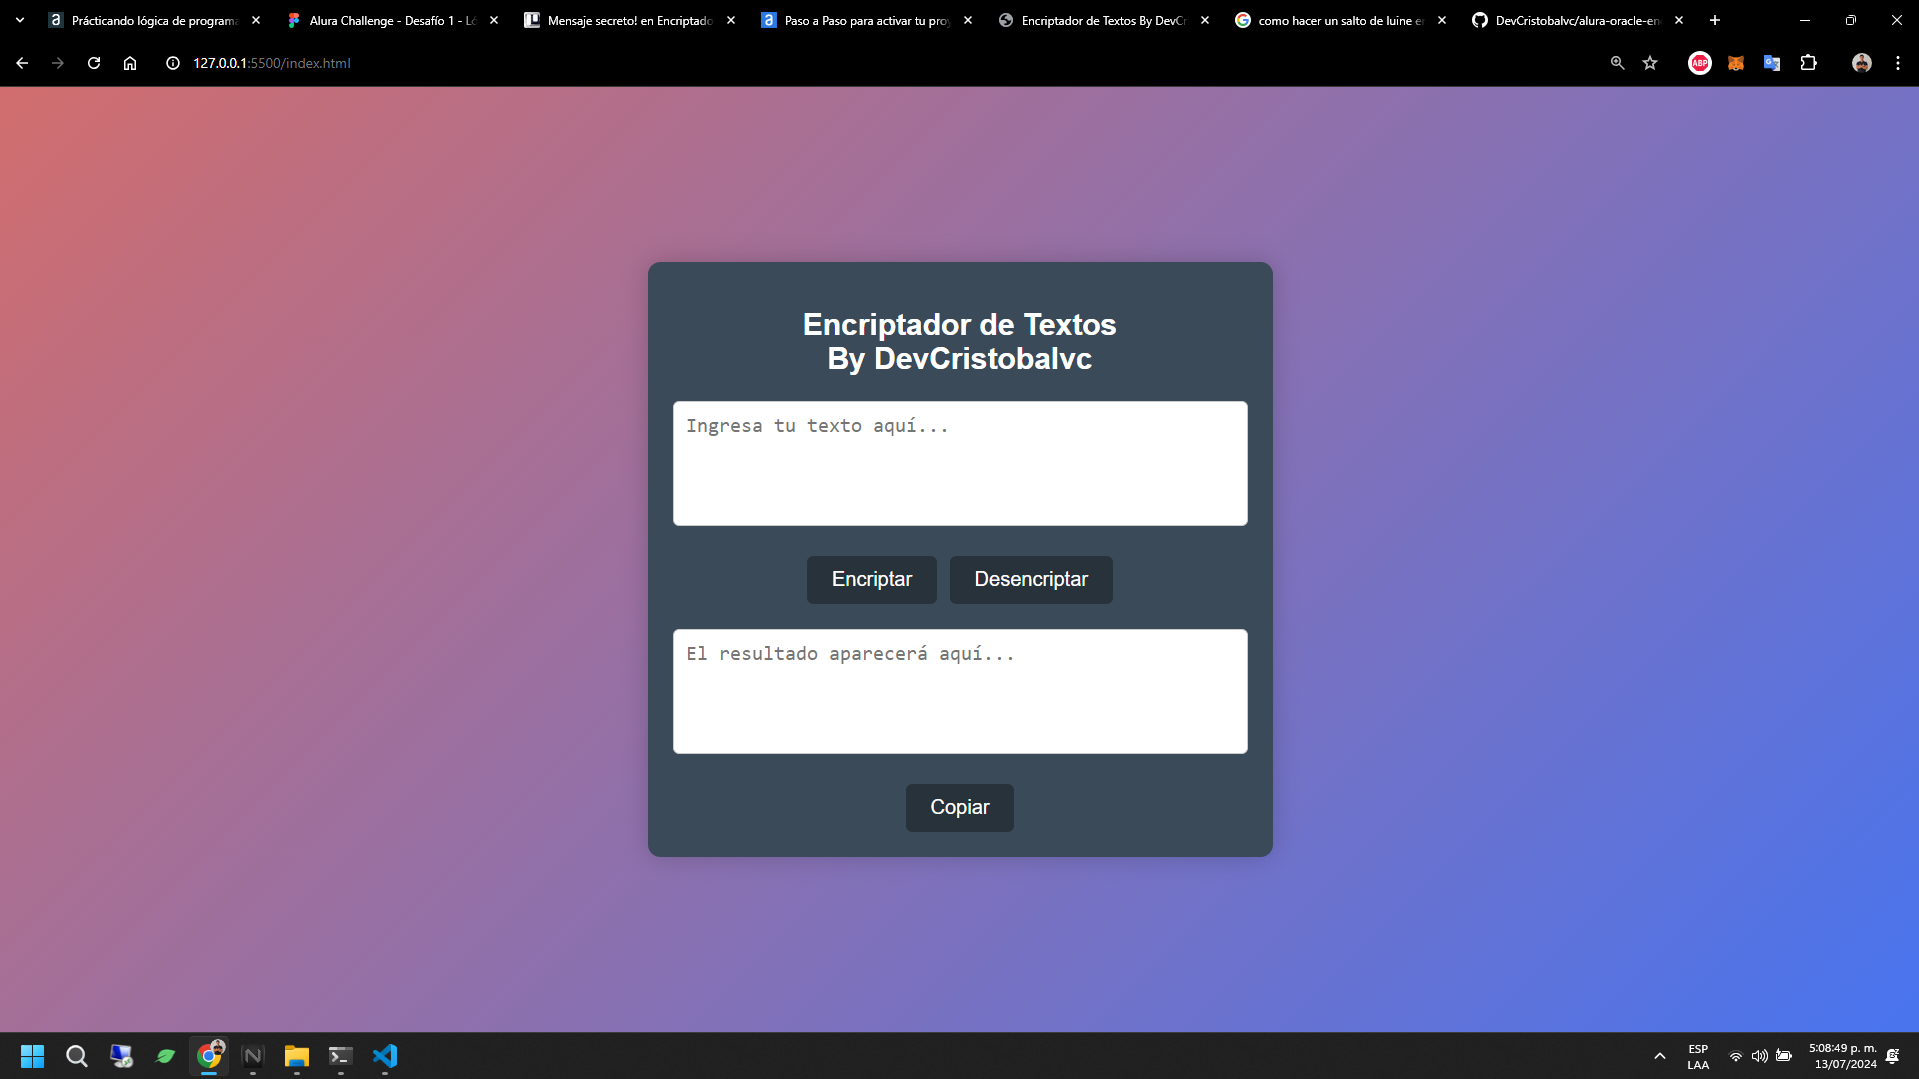 Prácticando lógica de programa
Alura Challenge - Desafío 1 - Ló
Mensaje secreto! en Encriptado
Paso a Paso para activar tu proy
Encriptador de Textos By DevCr
como hacer un salto de luine en
DevCristobalvc/alura-oracle-en
127.0.0.1:5500/index.html
ABP
Encriptador de Textos
By DevCristobalvc
Ingresa tu texto aquí...
Encriptar
Desencriptar
El resultado aparecerá aquí...
Copiar
ESP
LAA
5:08:49 p. m.
13/07/2024